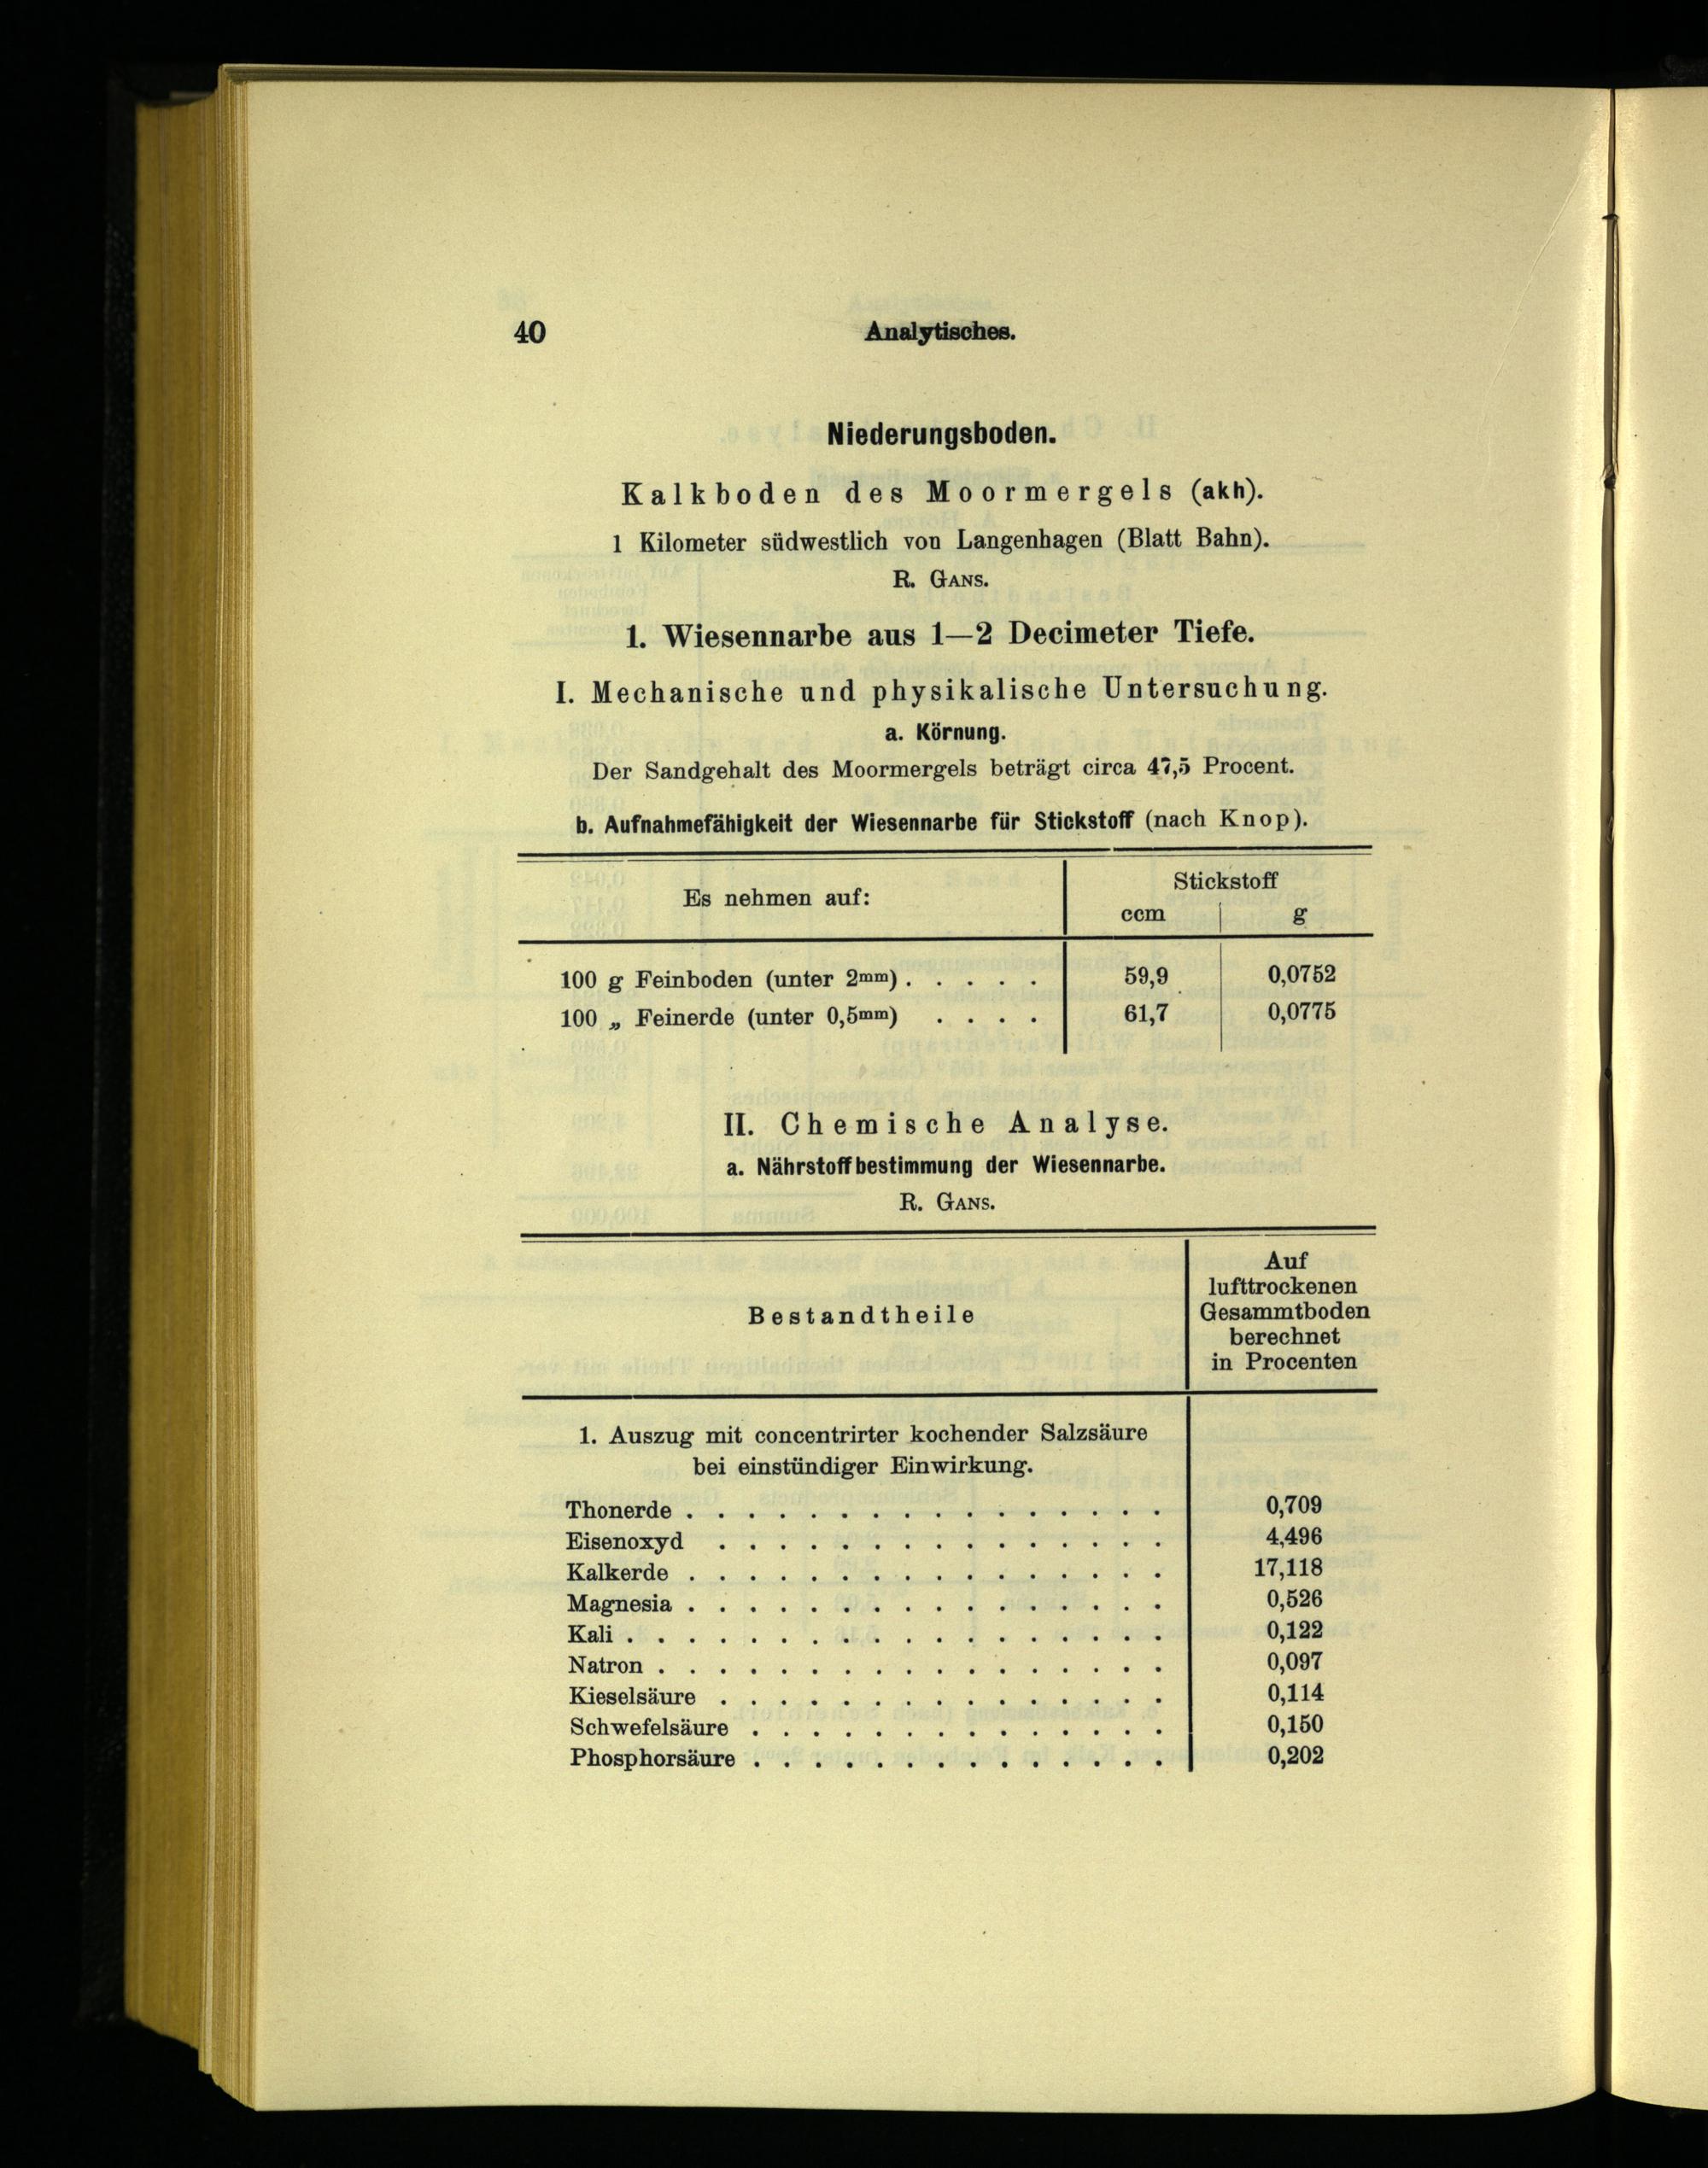 40 Analytisches.
Niederungsboden.
Kalkboden des Moormergels (akh).
1 Kilometer südwestlich von Langenhagen (Blatt Bahn).
R. Gans.
1. Wiesennarbe aus 1—2 Decimeter Tiefe.
I. Mechanische und physikalische Untersuchung.
a. Körnung.
Der Sandgehalt des Moormergels beträgt circa 47,5 Procent.
b. Aufnahmefähigkeit der Wiesennarbe für Stickstoff (nach Knop).
Es nehmen auf: Stickstoff
ccm g
100 g Feinboden (unter 2mm) . . . . . 59,9 0,0752
100 „ Feinerde (unter 0,5mm) . . . . 61,7 0,0775
II. Chemische Analyse.
a. Nährstoffbestimmung der Wiesennarbe.
R. Gans.
Bestandtheile
Auf
lufttrockenen
Gesammtboden
berechnet
in Procenten
1. Auszug mit concentrirter kochender Salzsäure
bei einstündiger Einwirkung.
Thonerde . . . . . . . . . . . . . . . . 0,709
Eisenoxyd . . . . . . . . . . . . . . . 4,496
Kalkerde . . . . . . . . . . . . . . . . 17,118
Magnesia . . . . . . . . . . . . . . . . 0,526
Kali . . . . . . . . . . . . . . . . . . 0,122
Natron . . . . . . . . . . . . . . . . . 0,097
Kieselsäure . . . . . . . . . . . . . . . 0,114
Schwefelsäure . . . . . . . . . . . . . . 0,150
Phosphorsäure . . . . . . . . . . . . . . 0,202